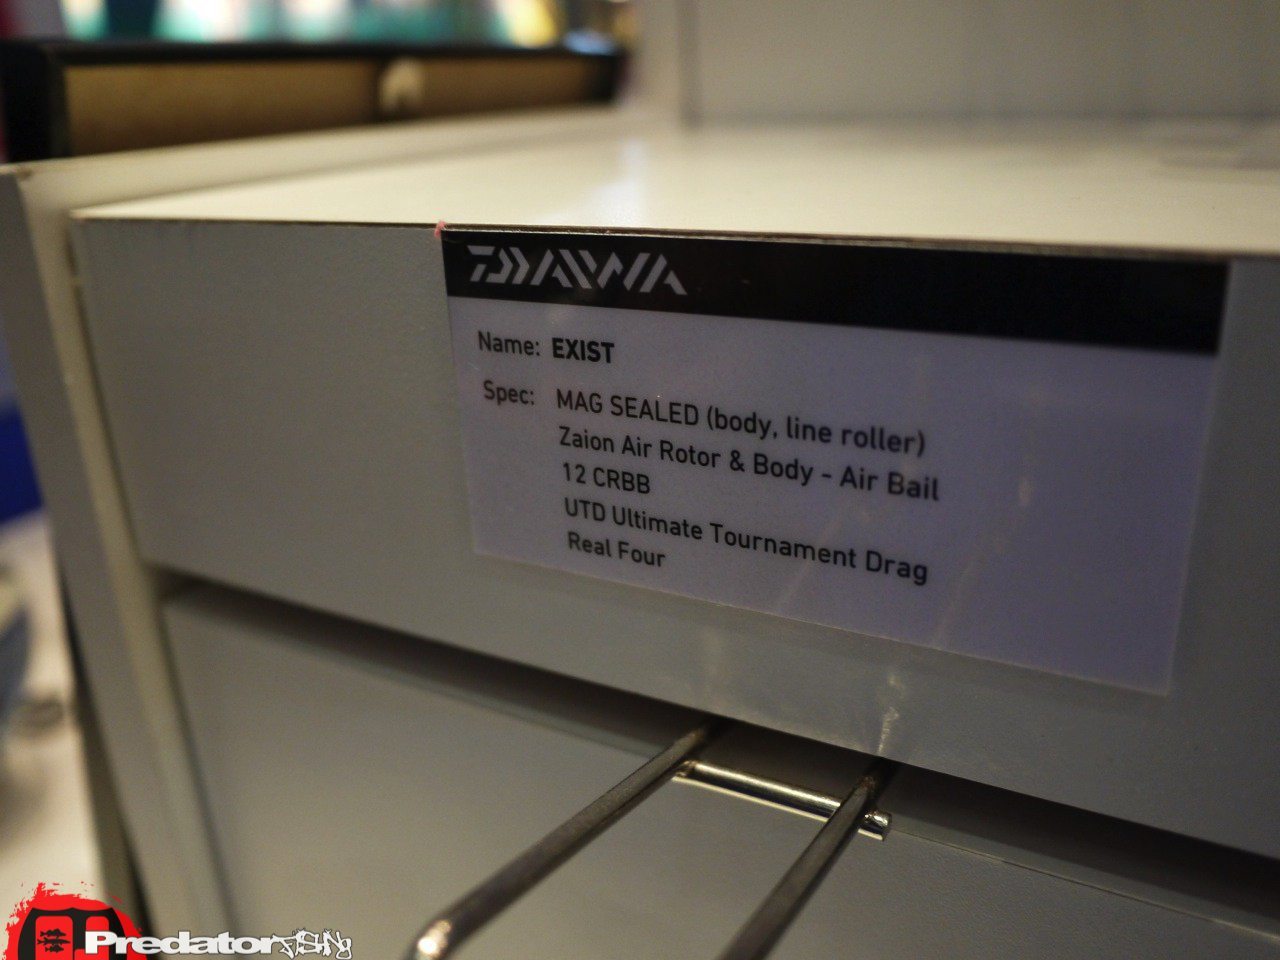 DAIWA
Name: EXIST
Spec: MAG SEALED (body, line roller)
Zaion Air Rotor & Body - Air Bail
12 CRBB
UTD Ultimate Tournament Drag
Real Four
Predator